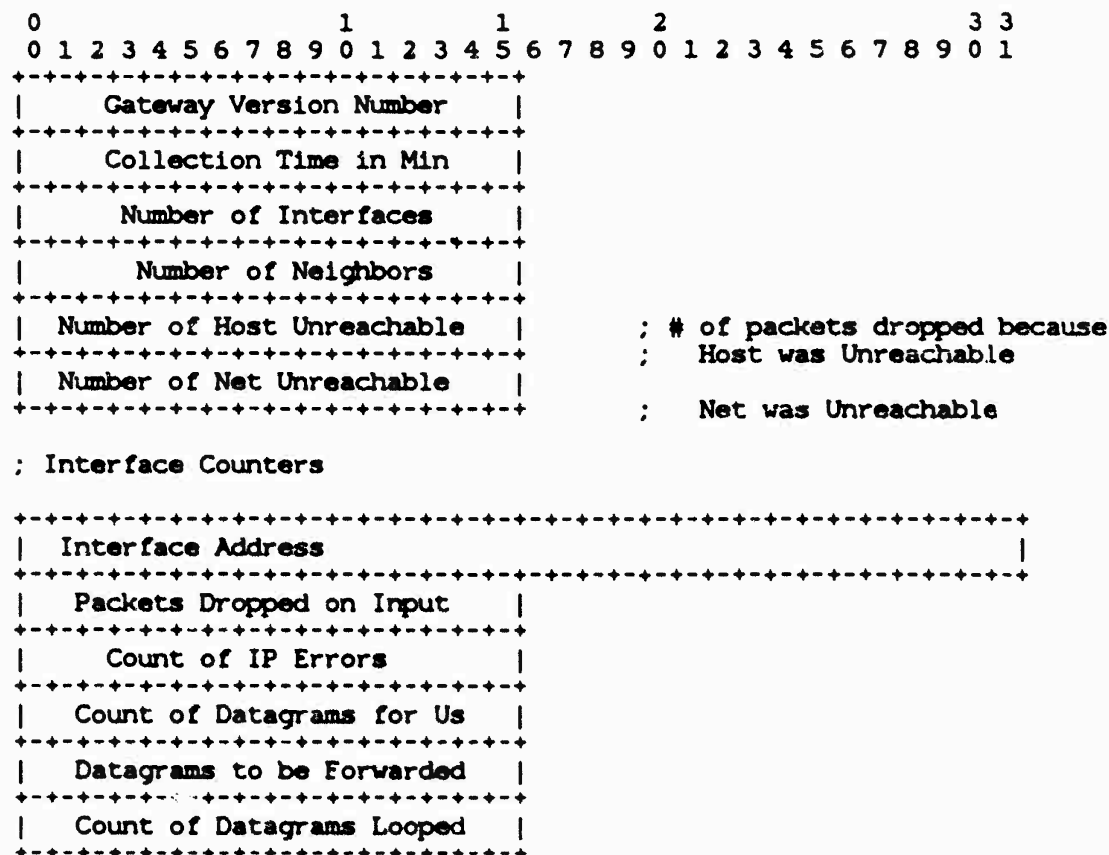 0                   1         1         2                   3 3
0 1 2 3 4 5 6 7 8 9 0 1 2 3 4 5 6 7 8 9 0 1 2 3 4 5 6 7 8 9 0 1
+-+-+-+-+-+-+-+-+-+-+-+-+-+-+-+-+
|     Gateway Version Number    |
+-+-+-+-+-+-+-+-+-+-+-+-+-+-+-+-+
|     Collection Time in Min    |
+-+-+-+-+-+-+-+-+-+-+-+-+-+-+-+-+
|      Number of Interfaces     |
+-+-+-+-+-+-+-+-+-+-+-+-+-+-+-+-+
|       Number of Neighbors     |
+-+-+-+-+-+-+-+-+-+-+-+-+-+-+-+-+
|  Number of Host Unreachable   |       ; # of packets dropped because
+-+-+-+-+-+-+-+-+-+-+-+-+-+-+-+-+       ;   Host was Unreachable
|  Number of Net Unreachable    |
+-+-+-+-+-+-+-+-+-+-+-+-+-+-+-+-+       ;   Net was Unreachable
; Interface Counters
+-+-+-+-+-+-+-+-+-+-+-+-+-+-+-+-+-+-+-+-+-+-+-+-+-+-+-+-+-+-+-+-+
|  Interface Address                                            |
+-+-+-+-+-+-+-+-+-+-+-+-+-+-+-+-+-+-+-+-+-+-+-+-+-+-+-+-+-+-+-+-+
|   Packets Dropped on Input    |
+-+-+-+-+-+-+-+-+-+-+-+-+-+-+-+-+
|     Count of IP Errors        |
+-+-+-+-+-+-+-+-+-+-+-+-+-+-+-+-+
|   Count of Datagrams for Us   |
+-+-+-+-+-+-+-+-+-+-+-+-+-+-+-+-+
|   Datagrams to be Forwarded   |
+-+-+-+-+-+-+-+-+-+-+-+-+-+-+-+-+
|   Count of Datagrams Looped   |
+-+-+-+-+-+-+-+-+-+-+-+-+-+-+-+-+